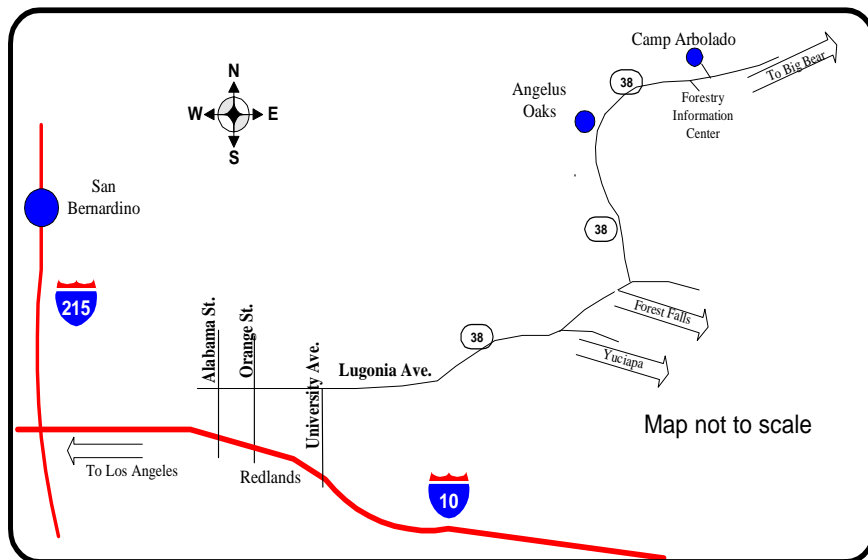 Camp Arbolado
To Big Bear
38
Angelus
Oaks
Forestry
Information
Center
N
W
E
S
San
Bernardino
38
215
Forest Falls
Alabama St.
Orange St.
University Ave.
38
Yuciapa
Lugonia Ave.
Map not to scale
To Los Angeles
Redlands
10